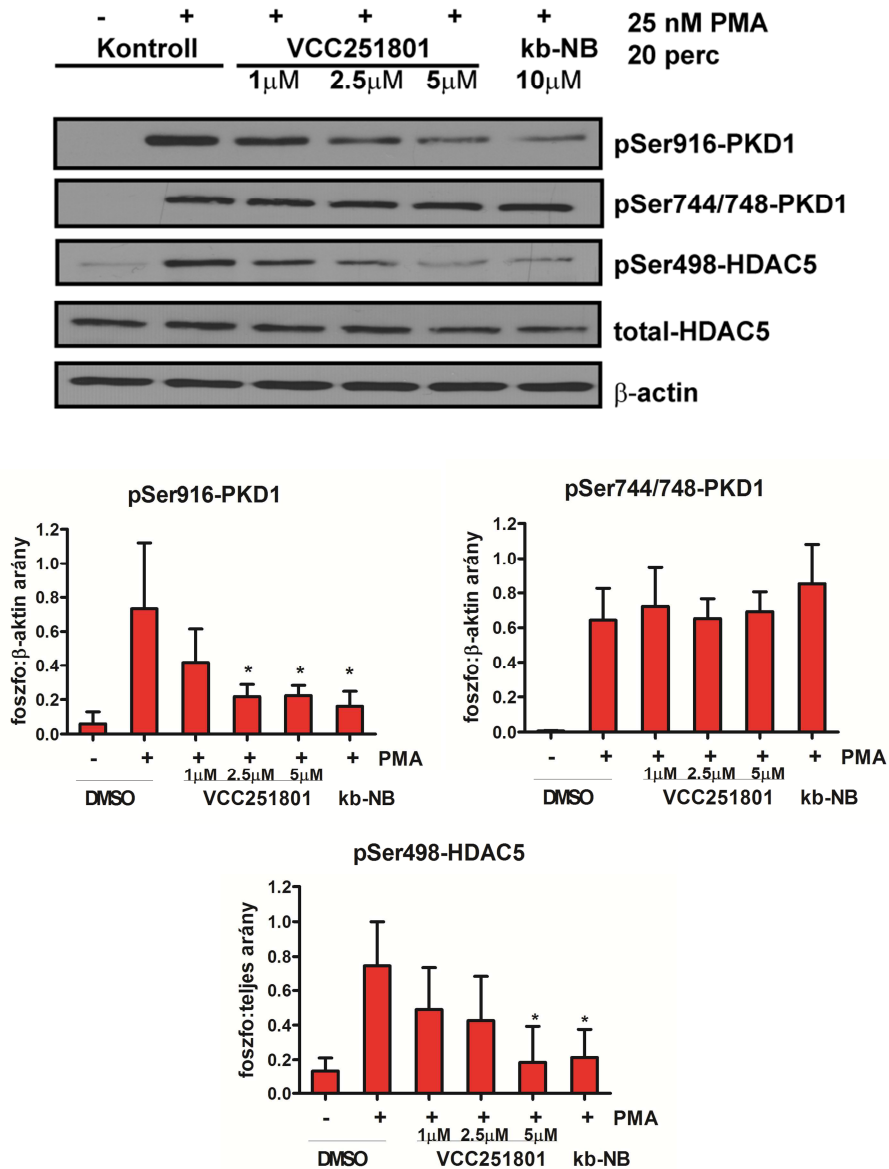 - + + + + + 25 nM PMA
Kontroll VCC251801 kb-NB 20 perc
1µM 2.5µM 5µM 10µM
pSer916-PKD1
pSer744/748-PKD1
pSer498-HDAC5
total-HDAC5
β-actin
pSer916-PKD1
foszfo:β-aktin arány
1.2
1.0
0.8
0.6
0.4
0.2
0.0
* * *
- + + + + + PMA
1µM 2.5µM 5µM
DMSO VCC251801 kb-NB
pSer744/748-PKD1
foszfo:β-aktin arány
1.2
1.0
0.8
0.6
0.4
0.2
0.0
- + + + + + PMA
1µM 2.5µM 5µM
DMSO VCC251801 kb-NB
pSer498-HDAC5
foszfo:teljes arány
1.2
1.0
0.8
0.6
0.4
0.2
0.0
* *
- + + + + + PMA
1µM 2.5µM 5µM
DMSO VCC251801 kb-NB